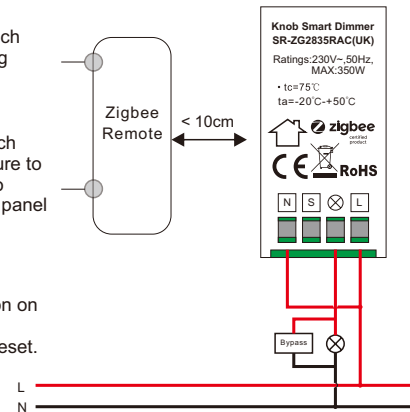 ch
g
ch
ure to
o
panel
on on
eset.
Zigbee
Remote
< 10cm
Knob Smart Dimmer
SR-ZG2835RAC(UK)
Ratings:230V~,50Hz,
MAX:350W
• tc=75℃
ta=-20℃-+50℃
zigbee
certified
product
CE
RoHS
N S L
Bypass
L
N